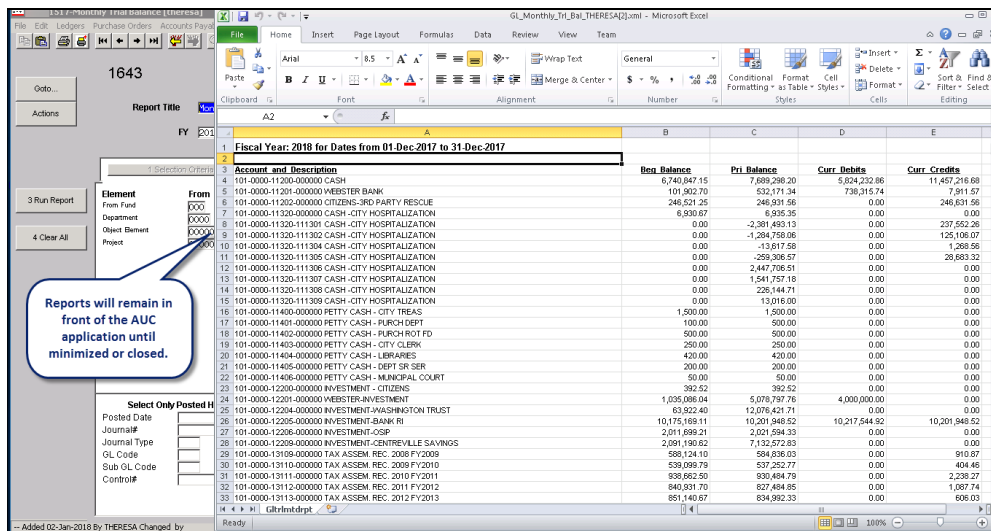 1517-Monthly Trial Balance [Theresa]
GL_Monthly_Trl_Bal_THERESA[2].xml - Microsoft Excel
File Edit Ledgers Purchase Orders Accounts Paya
File Home Insert Page Layout Formulas Data Review View Team
Arial 8.5
Wrap Text
General
Insert
Paste
Merge & Center
Conditional Formatting
Format as Table
Cell Styles
Delete
Format
Sort & Filter
Find & Select
Clipboard Font Alignment Number Styles Cells Editing
1643
Goto...
Actions
Report Title Mon
FY 201
1 Selection Criteria
3 Run Report
4 Clear All
Element From
From Fund 000
Department 0000
Object Element 00000
Project 00000
Reports will remain in
front of the AUC
application until
minimized or closed.
Select Only Posted H
Posted Date
Journal#
Journal Type
GL Code
Sub GL Code
Control#
-- Added 02-Jan-2018 By THERESA Changed by
A2 fx
A B C D E
1 Fiscal Year: 2018 for Dates from 01-Dec-2017 to 31-Dec-2017
2
3 Account and Description Beg Balance Pri Balance Curr Debits Curr Credits
4 101-0000-11200-000000 CASH 6,740,847.15 7,689,298.20 5,824,232.86 11,457,216.68
5 101-0000-11201-000000 WEBSTER BANK 101,902.70 532,171.34 738,315.74 7,911.57
6 101-0000-11202-000000 CITIZENS-3RD PARTY RESCUE 246,521.25 246,931.56 0.00 246,631.56
7 101-0000-11320-000000 CASH -CITY HOSPITALIZATION 6,930.67 6,935.35 0.00 0.00
8 101-0000-11320-111301 CASH -CITY HOSPITALIZATION 0.00 -2,381,493.13 0.00 237,552.26
9 101-0000-11320-111302 CASH -CITY HOSPITALIZATION 0.00 -1,284,758.06 0.00 125,106.07
10 101-0000-11320-111304 CASH -CITY HOSPITALIZATION 0.00 -13,617.58 0.00 1,268.56
11 101-0000-11320-111305 CASH -CITY HOSPITALIZATION 0.00 -259,306.57 0.00 28,683.32
12 101-0000-11320-111306 CASH -CITY HOSPITALIZATION 0.00 2,447,706.51 0.00 0.00
13 101-0000-11320-111307 CASH -CITY HOSPITALIZATION 0.00 1,541,757.18 0.00 0.00
14 101-0000-11320-111308 CASH -CITY HOSPITALIZATION 0.00 226,144.71 0.00 0.00
15 101-0000-11320-111309 CASH -CITY HOSPITALIZATION 0.00 13,016.00 0.00 0.00
16 101-0000-11400-000000 PETTY CASH - CITY TREAS 1,500.00 1,500.00 0.00 0.00
17 101-0000-11401-000000 PETTY CASH - PURCH DEPT 100.00 500.00 0.00 0.00
18 101-0000-11402-000000 PETTY CASH - PURCH ROT FD 500.00 500.00 0.00 0.00
19 101-0000-11403-000000 PETTY CASH - CITY CLERK 250.00 250.00 0.00 0.00
20 101-0000-11404-000000 PETTY CASH - LIBRARIES 420.00 420.00 0.00 0.00
21 101-0000-11405-000000 PETTY CASH - DEPT SR SER 200.00 200.00 0.00 0.00
22 101-0000-11406-000000 PETTY CASH - MUNICIPAL COURT 50.00 50.00 0.00 0.00
23 101-0000-12200-000000 INVESTMENT - CITIZENS 392.52 392.52 0.00 0.00
24 101-0000-12201-000000 WEBSTER-INVESTMENT 1,035,086.04 5,078,797.76 4,000,000.00 0.00
25 101-0000-12204-000000 INVESTMENT-WASHINGTON TRUST 63,922.40 12,076,421.71 0.00 0.00
26 101-0000-12205-000000 INVESTMENT-BANK RI 10,175,169.11 10,201,948.52 10,217,544.92 10,201,948.52
27 101-0000-12206-000000 INVESTMENT-OSIP 2,011,699.21 2,021,594.33 0.00 0.00
28 101-0000-12209-000000 INVESTMENT-CENTREVILLE SAVINGS 2,091,190.62 7,132,572.83 0.00 0.00
29 101-0000-13109-000000 TAX ASSEM. REC. 2008 FY2009 588,124.10 584,836.03 0.00 910.87
30 101-0000-13110-000000 TAX ASSEM. REC. 2009 FY2010 539,099.79 537,252.77 0.00 404.46
31 101-0000-13111-000000 TAX ASSEM. REC. 2010 FY2011 938,662.50 930,484.79 0.00 2,238.27
32 101-0000-13112-000000 TAX ASSEM. REC. 2011 FY2012 840,931.70 827,484.85 0.00 1,087.74
33 101-0000-13113-000000 TAX ASSEM. REC. 2012 FY2013 851,140.67 834,992.33 0.00 606.03
Gltrlmtdrpt
Ready 100%